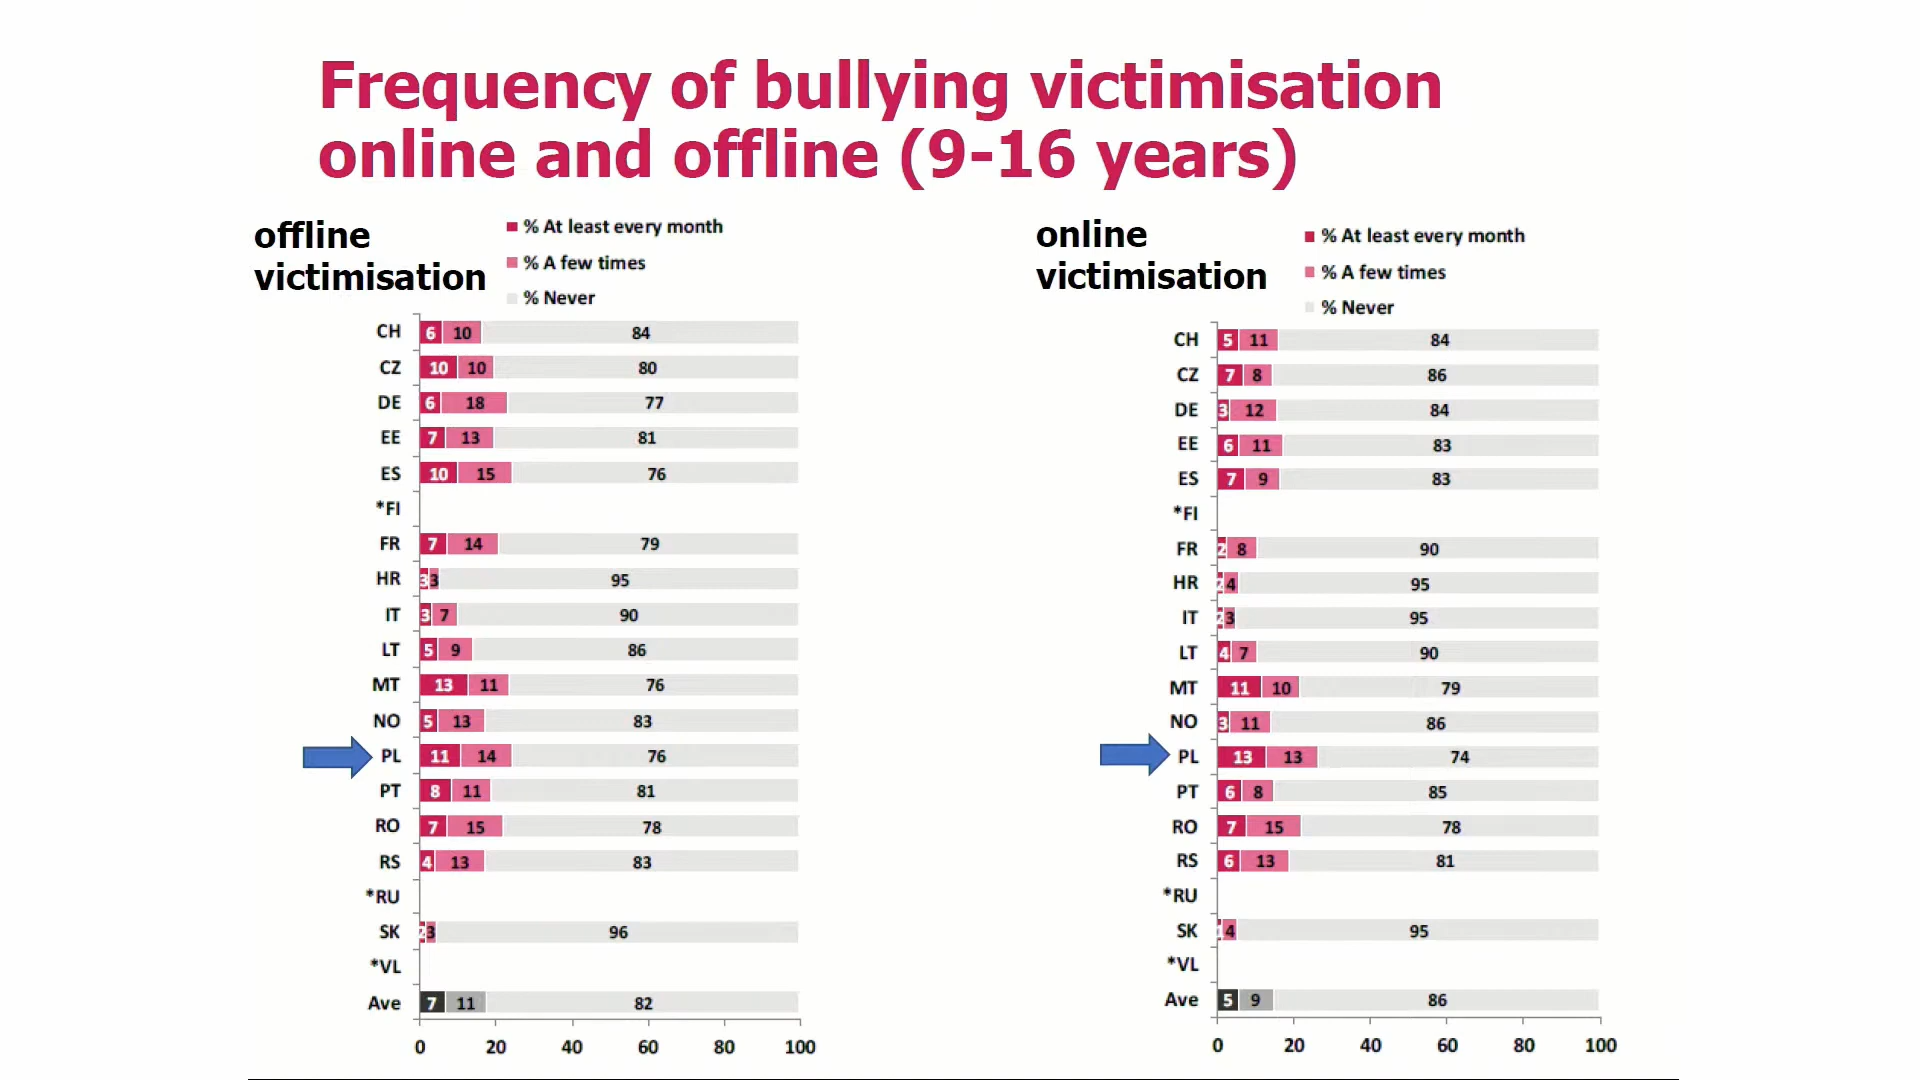 Frequency of bullying victimisation
online and offline (9-16 years)
offline
victimisation
% At least every month
% A few times
% Never
CH 6 10 84
CZ 10 10 80
DE 6 18 77
EE 7 13 81
ES 10 15 76
*FI
FR 7 14 79
HR 3 3 95
IT 3 7 90
LT 5 9 86
MT 13 11 76
NO 5 13 83
PL 11 14 76
PT 8 11 81
RO 7 15 78
RS 4 13 83
*RU
SK 2 3 96
*VL
Ave 7 11 82
0 20 40 60 80 100
online
victimisation
% At least every month
% A few times
% Never
CH 5 11 84
CZ 7 8 86
DE 3 12 84
EE 6 11 83
ES 7 9 83
*FI
FR 2 8 90
HR 2 4 95
IT 2 3 95
LT 4 7 90
MT 11 10 79
NO 3 11 86
PL 13 13 74
PT 6 8 85
RO 7 15 78
RS 6 13 81
*RU
SK 1 4 95
*VL
Ave 5 9 86
0 20 40 60 80 100